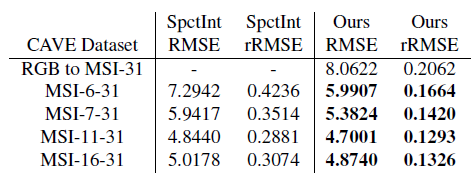 SpctInt SpctInt Ours Ours
CAVE Dataset RMSE rRMSE RMSE rRMSE
RGB to MSI-31 - - 8.0622 0.2062
MSI-6-31 7.2942 0.4236 5.9907 0.1664
MSI-7-31 5.9417 0.3514 5.3824 0.1420
MSI-11-31 4.8440 0.2881 4.7001 0.1293
MSI-16-31 5.0178 0.3074 4.8740 0.1326